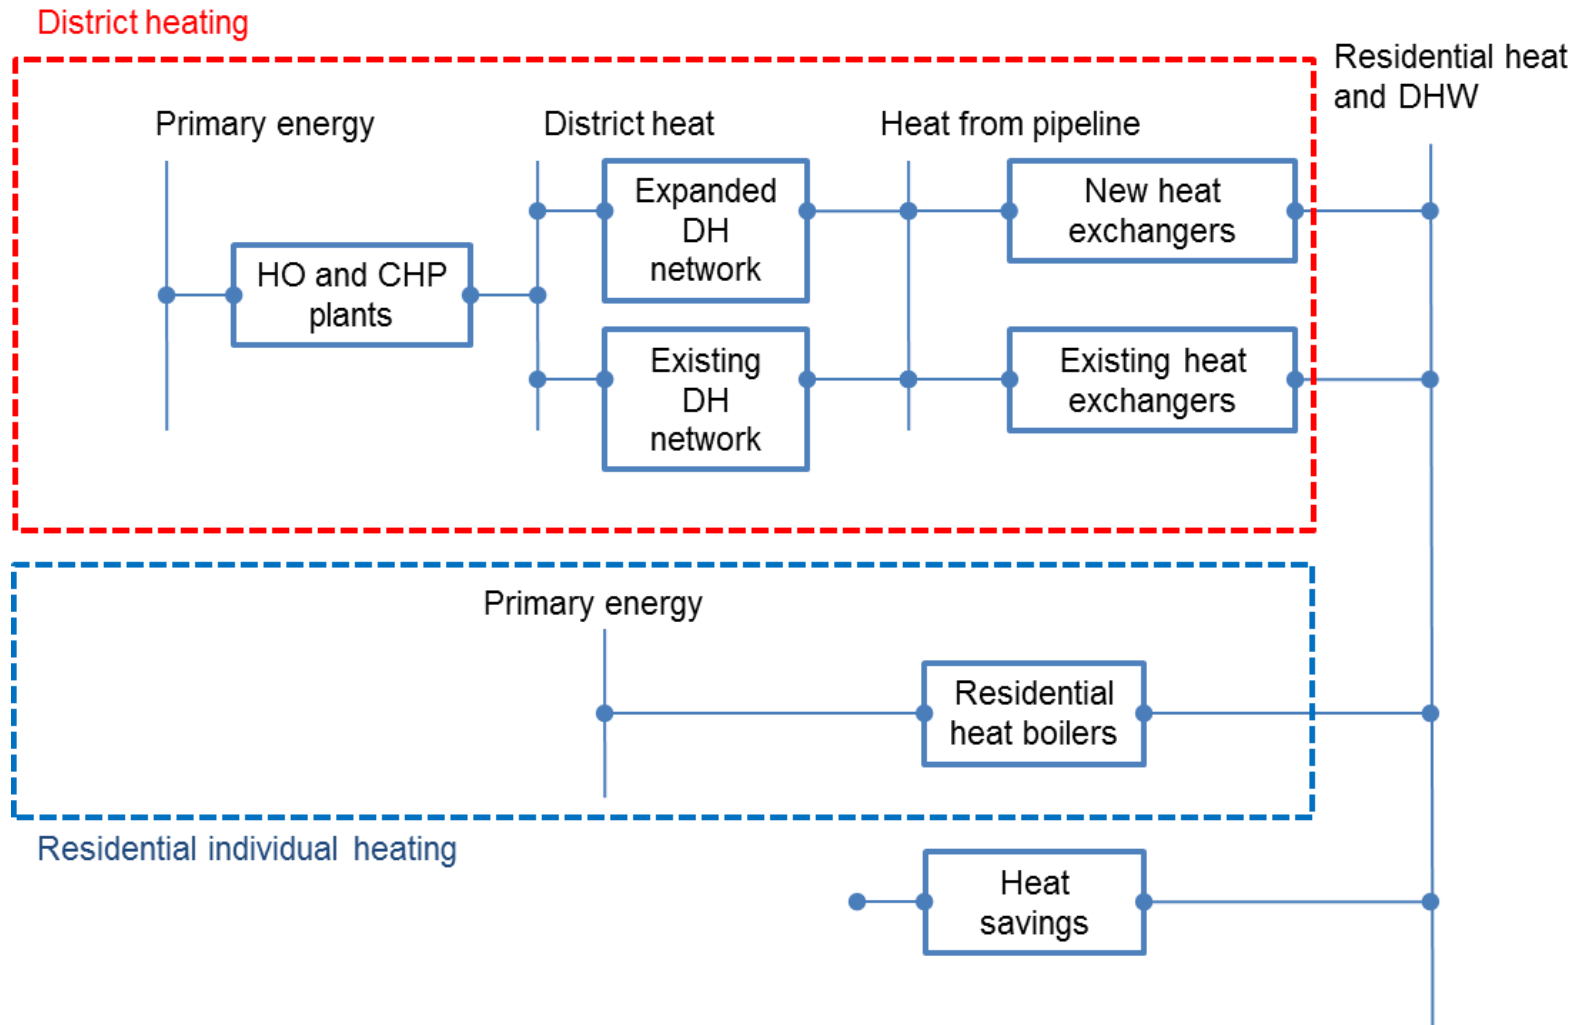 District heating
Residential heat
and DHW
Primary energy
District heat
Heat from pipeline
Expanded
DH
network
New heat
exchangers
HO and CHP
plants
Existing
DH
network
Existing heat
exchangers
Primary energy
Residential
heat boilers
Residential individual heating
Heat
savings